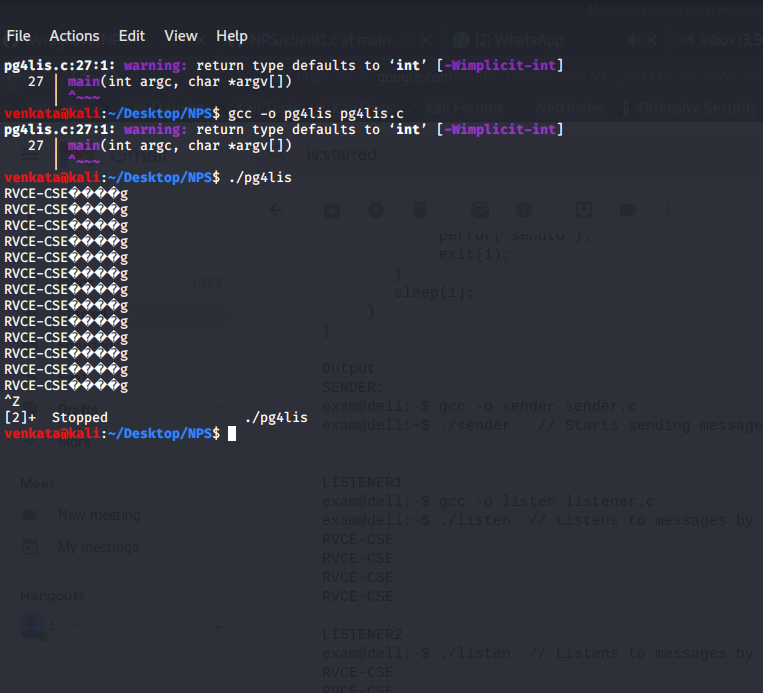 File Actions Edit View Help
NPS/client1.c at main (2) WhatsApp Inbox (3,9
pg4lis.c:27:1: warning: return type defaults to ‘int’ [-Wimplicit-int]
27 | main(int argc, char *argv[])
| ^~~~
venkata@kali:~/Desktop/NPS$ gcc -o pg4lis pg4lis.c
Kali Forums NetHunter Offensive Security
pg4lis.c:27:1: warning: return type defaults to ‘int’ [-Wimplicit-int]
27 | main(int argc, char *argv[])
Gmail is:starred
| ^~~~
venkata@kali:~/Desktop/NPS$ ./pg4lis
RVCE-CSE����g
RVCE-CSE����g
RVCE-CSE����g
RVCE-CSE����g
RVCE-CSE����g
RVCE-CSE����g
RVCE-CSE����g
RVCE-CSE����g
RVCE-CSE����g
RVCE-CSE����g
RVCE-CSE����g
RVCE-CSE����g
RVCE-CSE����g
^Z
[2]+ Stopped ./pg4lis
venkata@kali:~/Desktop/NPS$
perror("sendto");
exit(1);
}
sleep(1);
}
}
Output
SENDER:
exam@dell:~$ gcc -o sender sender.c
exam@dell:~$ ./sender // Starts sending message
LISTENER1
exam@dell:~$ gcc -o listen listener.c
exam@dell:~$ ./listen // Listens to messages by
RVCE-CSE
RVCE-CSE
RVCE-CSE
RVCE-CSE
LISTENER2
exam@dell:~$ ./listen // Listens to messages by
RVCE-CSE
RVCE-CSE
1,929
Drafts 7
More
Meet
New meeting
My meetings
Hangouts
L